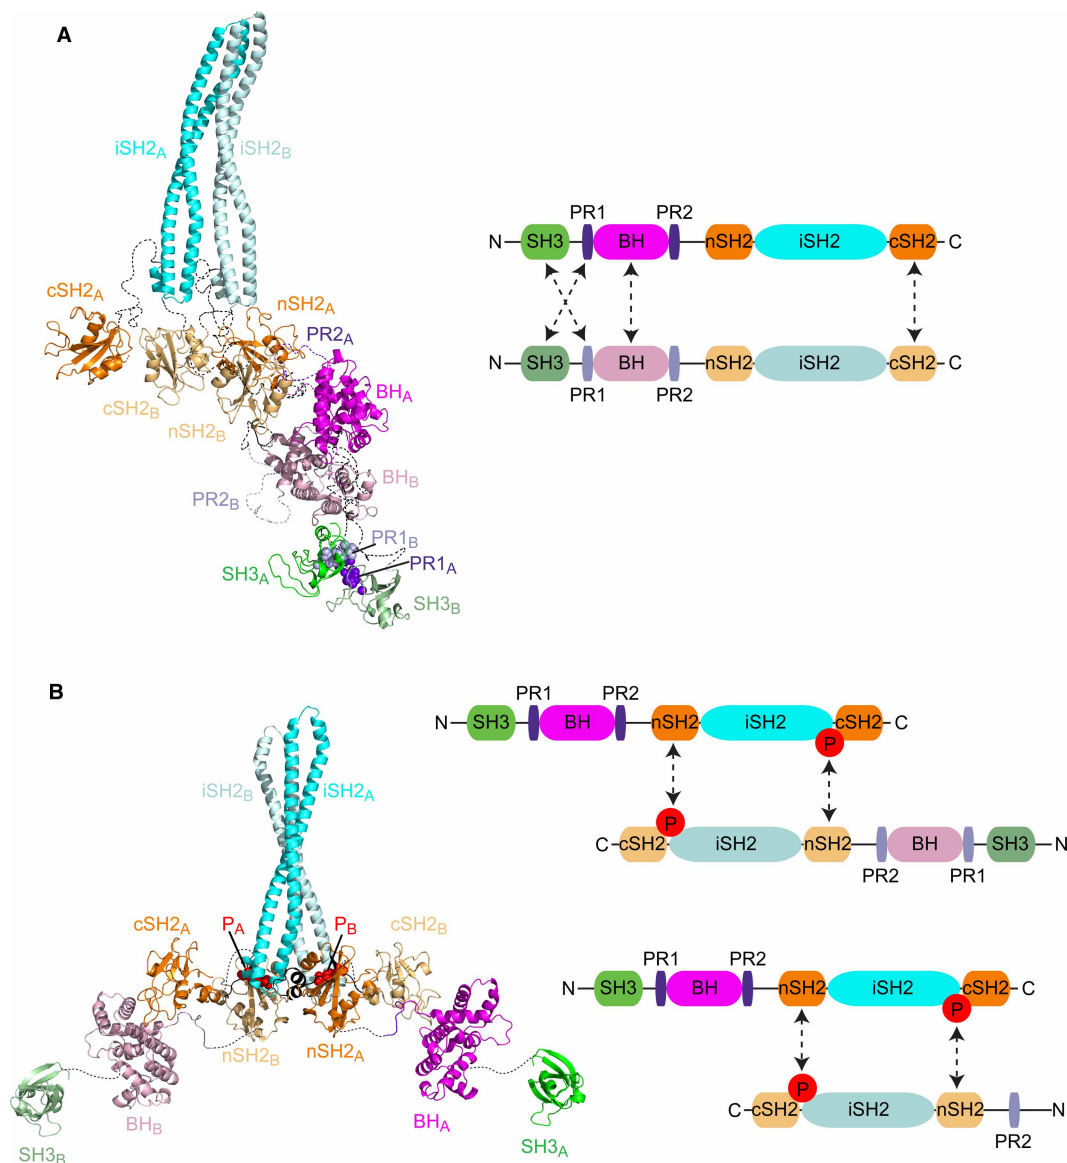 A
iSH2A iSH2B
cSH2A nSH2A
PR2A
BHA
cSH2B
nSH2B
BHB
PR2B
PR1B
PR1A
SH3A
SH3B
PR1 PR2
N SH3 BH nSH2 iSH2 cSH2 C
N SH3 BH nSH2 iSH2 cSH2 C
PR1 PR2
B
iSH2B iSH2A
cSH2A PA PB cSH2B
nSH2B nSH2A
BHB BHA
SH3B SH3A
PR1 PR2
N SH3 BH nSH2 iSH2 cSH2 C
P P
P
C cSH2 iSH2 nSH2 BH SH3 N
PR2 PR1
PR1 PR2
N SH3 BH nSH2 iSH2 cSH2 C
P
P
C cSH2 iSH2 nSH2 N
PR2